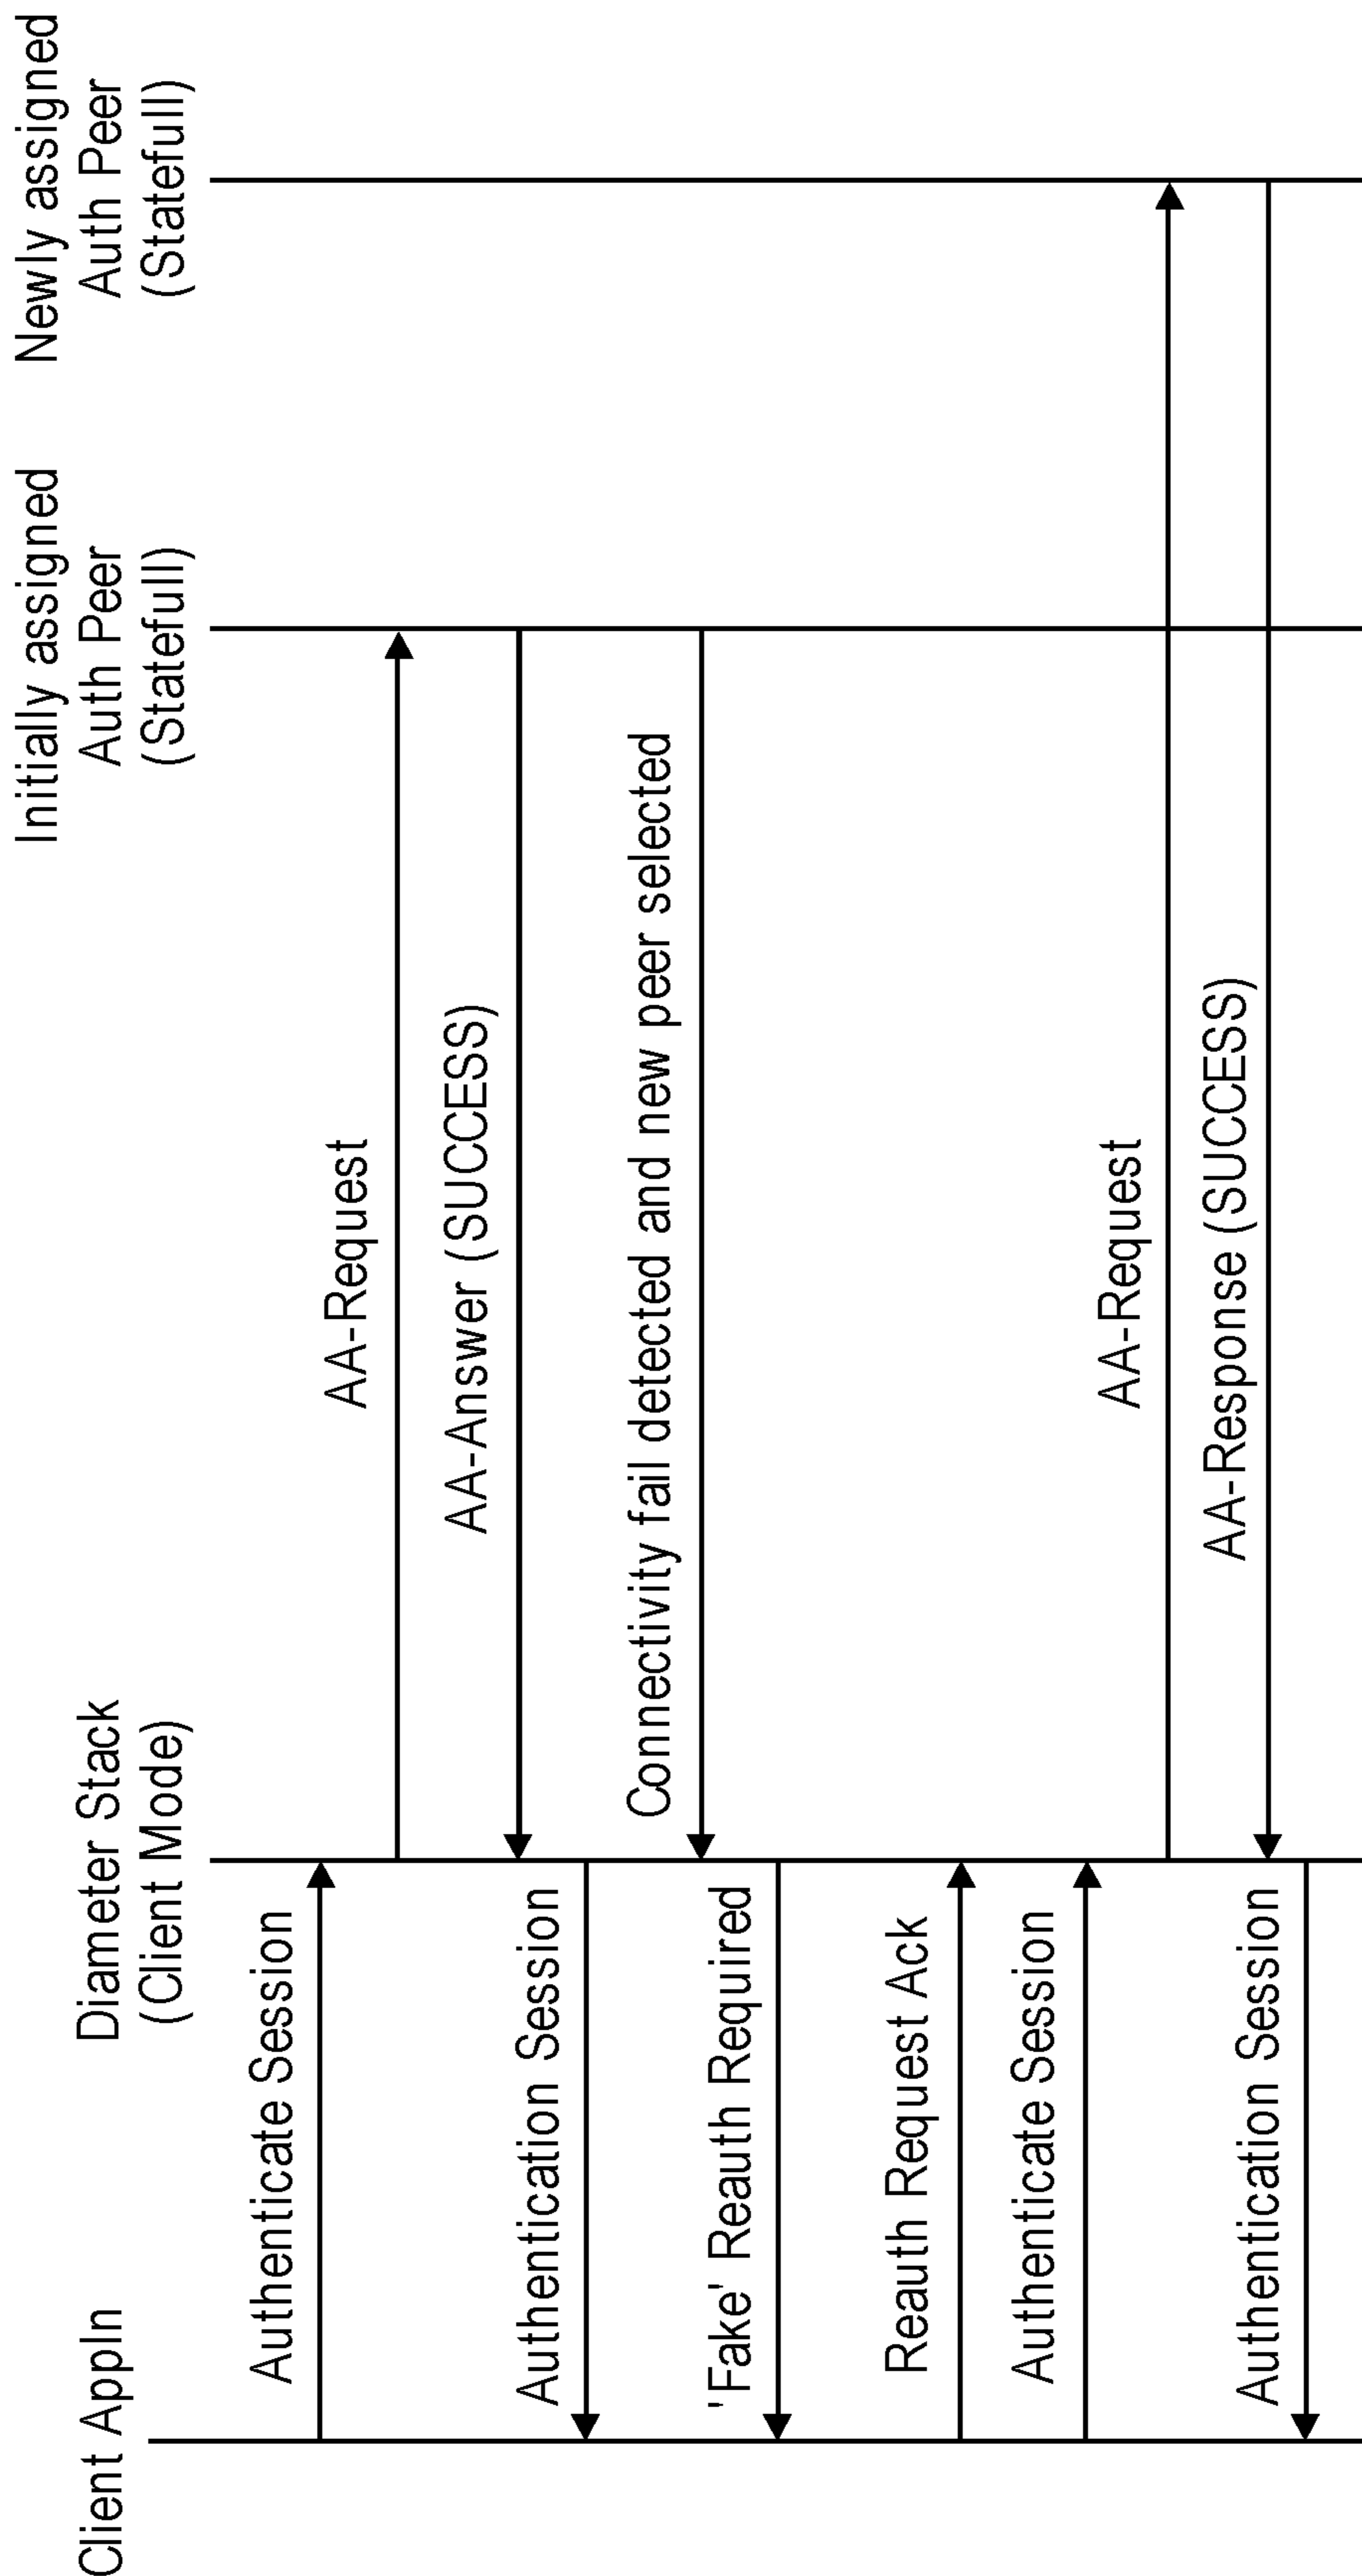 Client Appln
Diameter Stack
(Client Mode)
Initially assigned
Auth Peer
(Statefull)
Newly assigned
Auth Peer
(Statefull)
Authenticate Session
AA-Request
AA-Answer (SUCCESS)
Authentication Session
Connectivity fail detected and new peer selected
'Fake' Reauth Required
Reauth Request Ack
Authenticate Session
AA-Request
AA-Response (SUCCESS)
Authentication Session